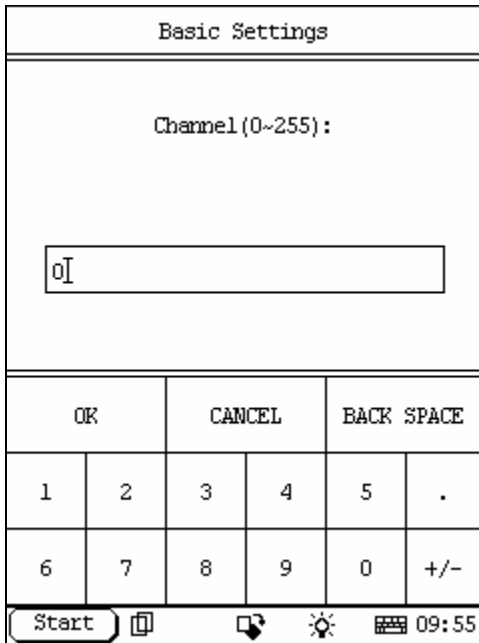 Basic Settings
Channel(0~255):
0
OK CANCEL BACK SPACE
1 2 3 4 5 .
6 7 8 9 0 +/-
Start 09:55